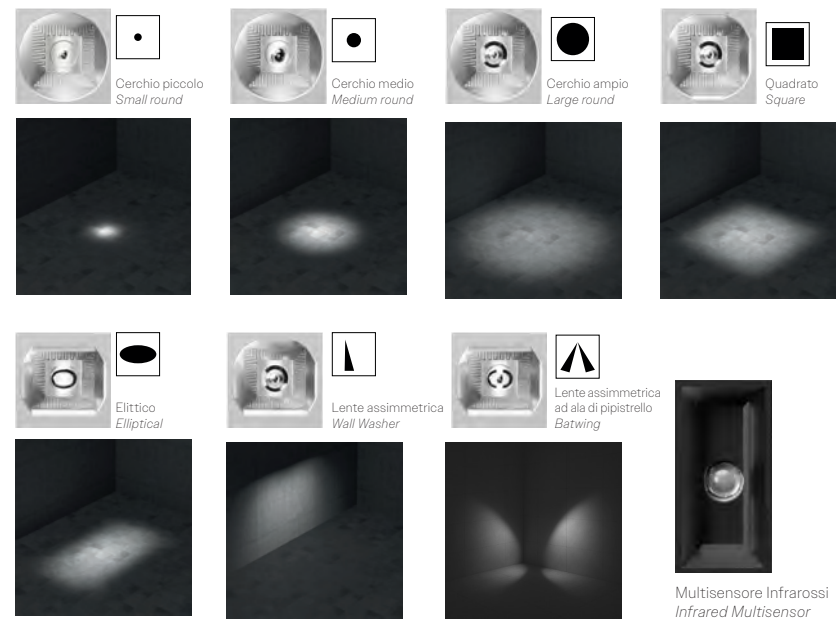 Cerchio piccolo
Small round
Cerchio medio
Medium round
Cerchio ampio
Large round
Quadrato
Square
Elittico
Elliptical
Lente assimmetrica
Wall Washer
Lente assimmetrica
ad ala di pipistrello
Batwing
Multisensore Infrarossi
Infrared Multisensor